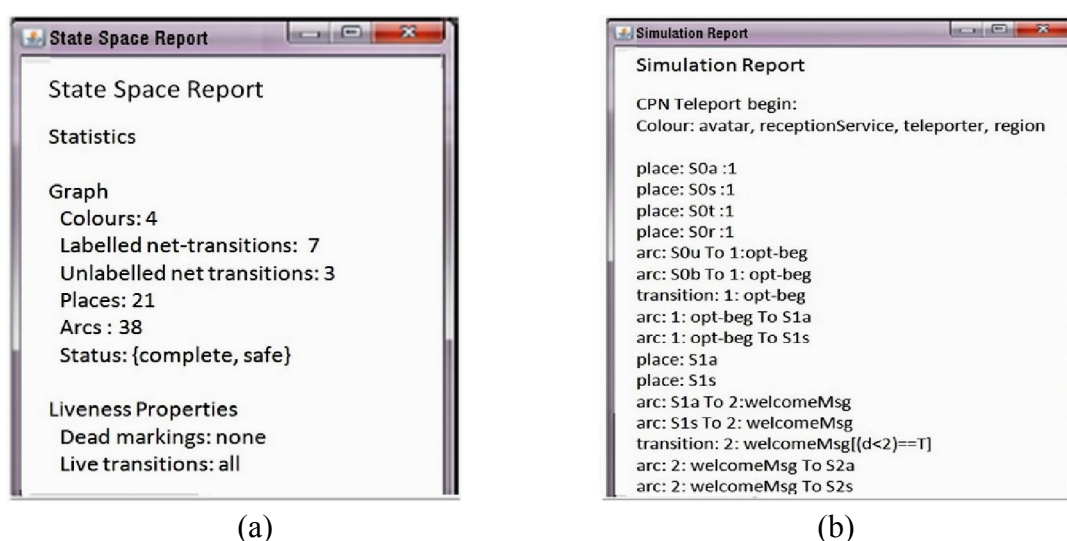 State Space Report
State Space Report
Statistics
Graph
Colours: 4
Labelled net-transitions: 7
Unlabelled net transitions: 3
Places: 21
Arcs : 38
Status: {complete, safe}
Liveness Properties
Dead markings: none
Live transitions: all
(a)
Simulation Report
Simulation Report
CPN Teleport begin:
Colour: avatar, receptionService, teleporter, region
place: S0a :1
place: S0s :1
place: S0t :1
place: S0r :1
arc: S0u To 1:opt-beg
arc: S0b To 1: opt-beg
transition: 1: opt-beg
arc: 1: opt-beg To S1a
arc: 1: opt-beg To S1s
place: S1a
place: S1s
arc: S1a To 2:welcomeMsg
arc: S1s To 2: welcomeMsg
transition: 2: welcomeMsg[(d<2)==T]
arc: 2: welcomeMsg To S2a
arc: 2: welcomeMsg To S2s
(b)